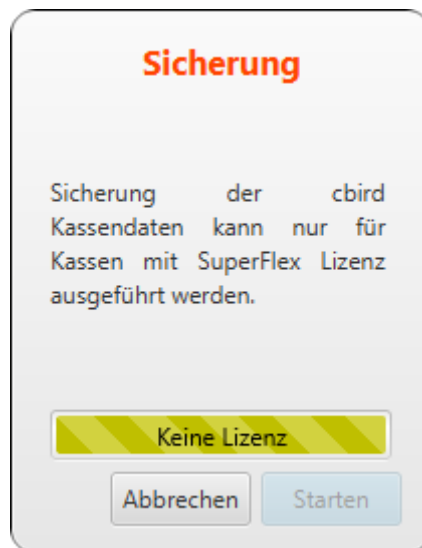 Sicherung
Sicherung der cbird
Kassendaten kann nur für
Kassen mit SuperFlex Lizenz
ausgeführt werden.
Keine Lizenz
Abbrechen Starten